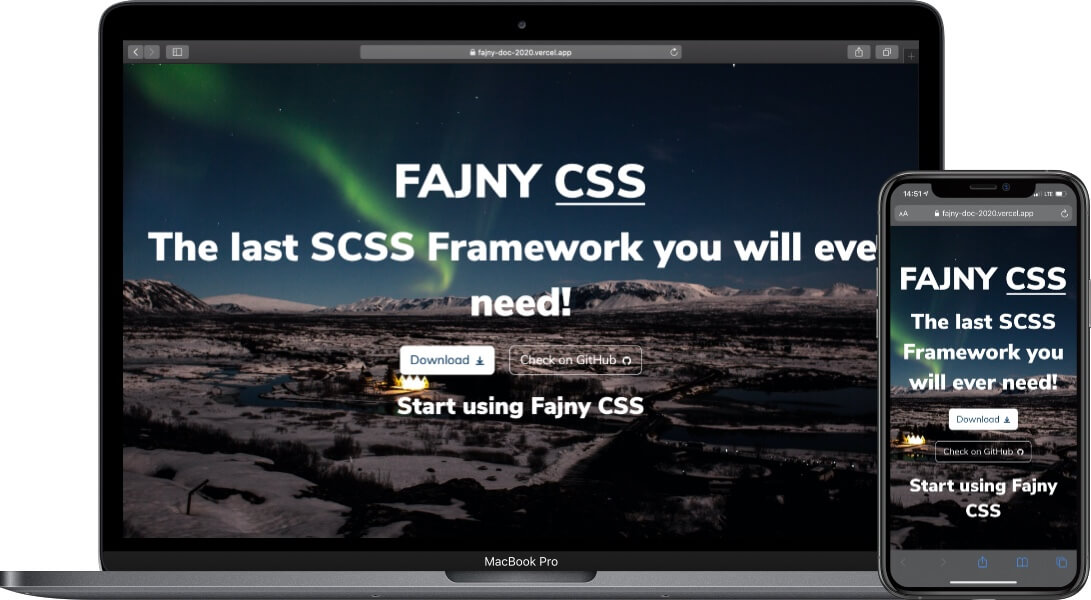 fajny-doc-2020.vercel.app
FAJNY CSS
The last SCSS Framework you will eve
need!
Download
Check on GitHub
Start using Fajny CSS
MacBook Pro
14:51
LTE
AA
fajny-doc-2020.vercel.app
FAJNY CSS
The last SCSS
Framework you
will ever need!
Download
Check on GitHub
Start using Fajny
CSS